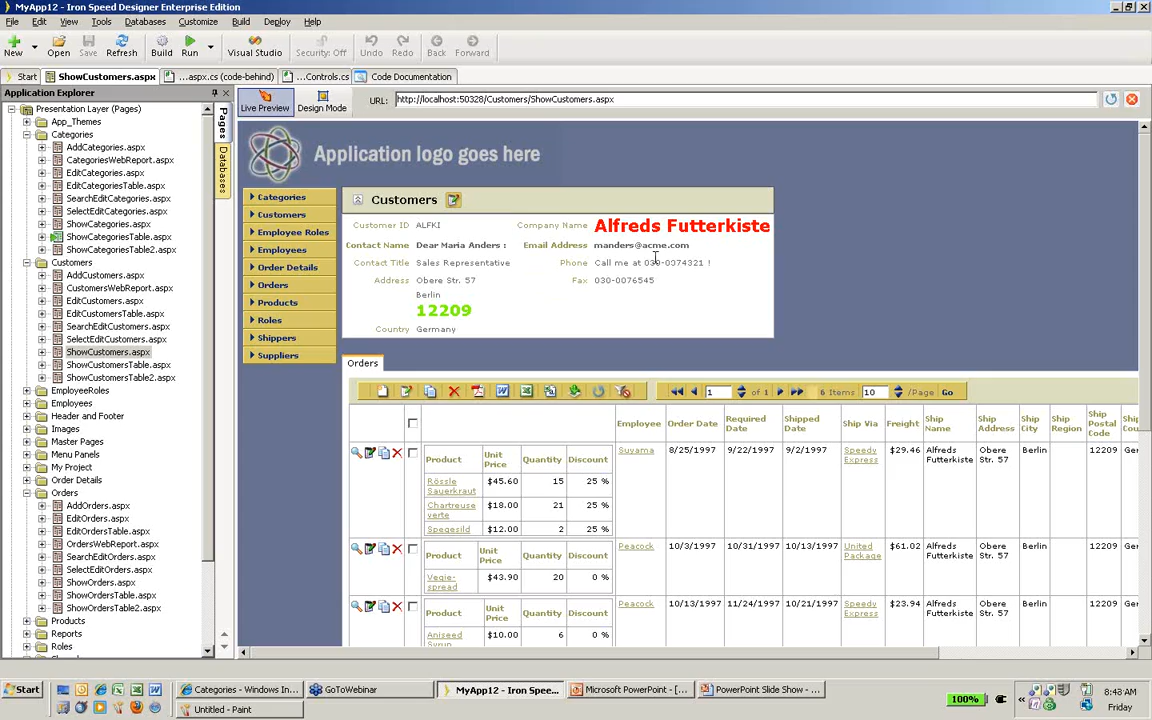 MyApp12 - Iron Speed Designer Enterprise Edition
File Edit View Tools Databases Customize Build Deploy Help
New Open Save Refresh Build Run Visual Studio Security: Off Undo Redo Back Forward
Start ShowCustomers.aspx ...aspx.cs (code-behind) ...Controls.cs Code Documentation
Application Explorer
Live Preview Design Mode URL: http://localhost:50328/Customers/ShowCustomers.aspx
Pages
Databases
Presentation Layer (Pages)
App_Themes
Categories
AddCategories.aspx
CategoriesWebReport.aspx
EditCategories.aspx
EditCategoriesTable.aspx
SearchEditCategories.aspx
SelectEditCategories.aspx
ShowCategories.aspx
ShowCategoriesTable.aspx
ShowCategoriesTable2.aspx
Customers
AddCustomers.aspx
CustomersWebReport.aspx
EditCustomers.aspx
EditCustomersTable.aspx
SearchEditCustomers.aspx
SelectEditCustomers.aspx
ShowCustomers.aspx
ShowCustomersTable.aspx
ShowCustomersTable2.aspx
EmployeeRoles
Employees
Header and Footer
Images
Master Pages
Menu Panels
My Project
Order Details
Orders
AddOrders.aspx
EditOrders.aspx
EditOrdersTable.aspx
OrdersWebReport.aspx
SearchEditOrders.aspx
SelectEditOrders.aspx
ShowOrders.aspx
ShowOrdersTable.aspx
ShowOrdersTable2.aspx
Products
Reports
Roles
Application logo goes here
Categories
Customers
Employee Roles
Employees
Order Details
Orders
Products
Roles
Shippers
Suppliers
Customers
Customer ID ALFKI Company Name Alfreds Futterkiste
Contact Name Dear Maria Anders : Email Address manders@acme.com
Contact Title Sales Representative Phone Call me at 030-0074321 !
Address Obere Str. 57 Fax 030-0076545
Berlin
12209
Country Germany
Orders
1 of 1 6 Items 10 /Page Go
Employee Order Date Required Date Shipped Date Ship Via Freight Ship Name Ship Address Ship City Ship Region Ship Postal Code Ship
Product Unit Price Quantity Discount Suyama 8/25/1997 9/22/1997 9/2/1997 Speedy Express $29.46 Alfreds Futterkiste Obere Str. 57 Berlin 12209 Ger
Rössle Sauerkraut $45.60 15 25 %
Chartreuse verte $18.00 21 25 %
Spegesild $12.00 2 25 %
Product Unit Price Quantity Discount Peacock 10/3/1997 10/31/1997 10/13/1997 United Package $61.02 Alfreds Futterkiste Obere Str. 57 Berlin 12209 Ger
Vegie-spread $43.90 20 0 %
Product Unit Price Quantity Discount Peacock 10/13/1997 11/24/1997 10/21/1997 Speedy Express $23.94 Alfreds Futterkiste Obere Str. 57 Berlin 12209 Ger
Aniseed Syrup $10.00 6 0 %
Start Categories - Windows In... GoToWebinar MyApp12 - Iron Spee... Microsoft PowerPoint - [... PowerPoint Slide Show - ... 100% 8:48 AM
Untitled - Paint Friday